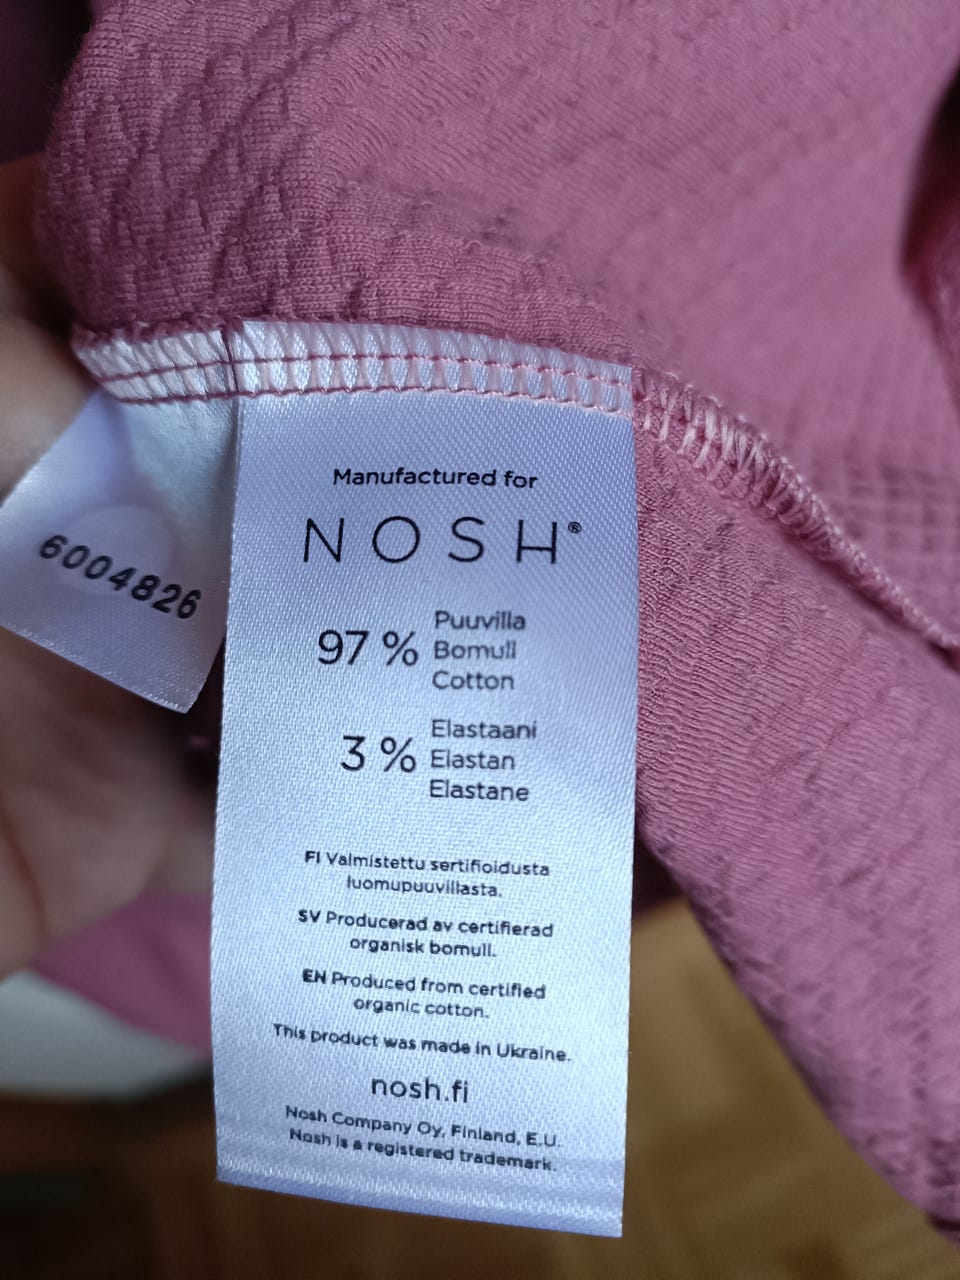 6004826
Manufactured for
NOSH®
97 %
Puuvilla
Bomull
Cotton
3 %
Elastaani
Elastan
Elastane
FI Valmistettu sertifioidusta
luomupuuvillasta.
SV Producerad av certifierad
organisk bomull.
EN Produced from certified
organic cotton.
This product was made in Ukraine.
nosh.fi
Nosh Company Oy, Finland, E.U.
Nosh is a registered trademark.